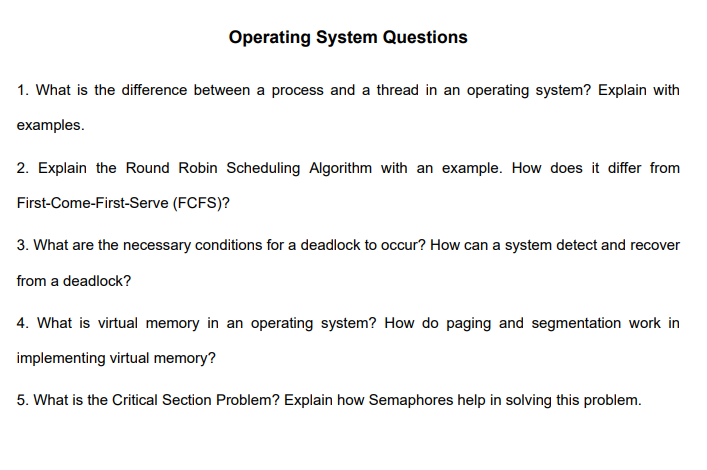 Operating System Questions
1. What is the difference between a process and a thread in an operating system? Explain with
examples.
2. Explain the Round Robin Scheduling Algorithm with an example. How does it differ from
First-Come-First-Serve (FCFS)?
3. What are the necessary conditions for a deadlock to occur? How can a system detect and recover
from a deadlock?
4. What is virtual memory in an operating system? How do paging and segmentation work in
implementing virtual memory?
5. What is the Critical Section Problem? Explain how Semaphores help in solving this problem.